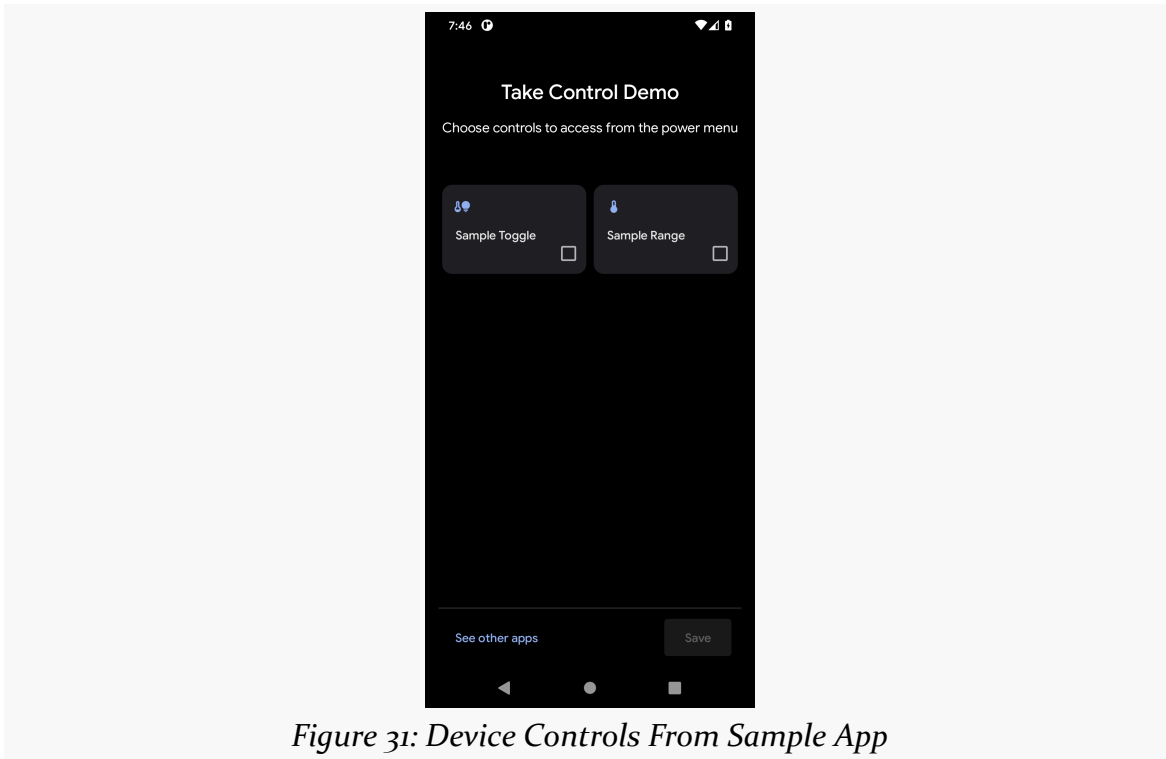 7:46
Take Control Demo
Choose controls to access from the power menu
Sample Toggle
Sample Range
See other apps
Save
Figure 31: Device Controls From Sample App